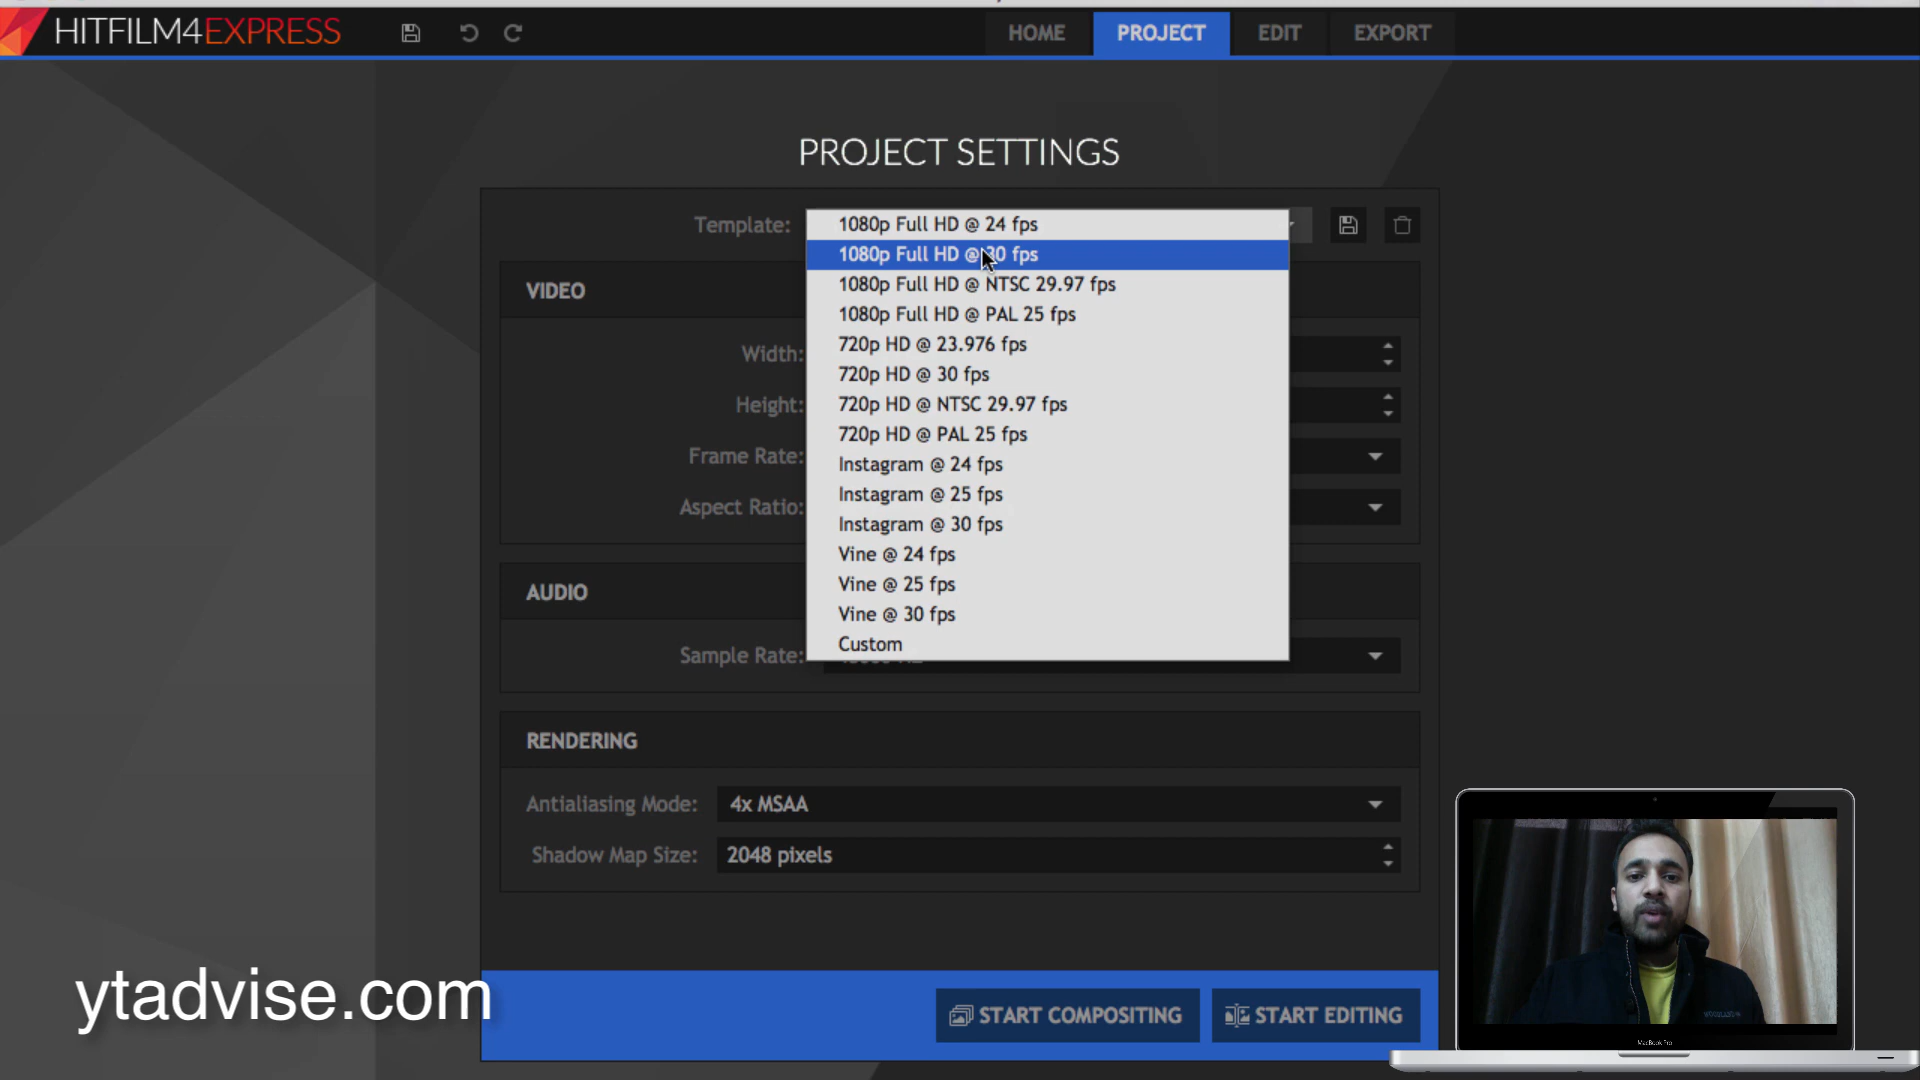 HITFILM4EXPRESS
HOME
PROJECT
EDIT
EXPORT
PROJECT SETTINGS
Template:
1080p Full HD @ 24 fps
1080p Full HD @ 30 fps
1080p Full HD @ NTSC 29.97 fps
1080p Full HD @ PAL 25 fps
720p HD @ 23.976 fps
720p HD @ 30 fps
720p HD @ NTSC 29.97 fps
720p HD @ PAL 25 fps
Instagram @ 24 fps
Instagram @ 25 fps
Instagram @ 30 fps
Vine @ 24 fps
Vine @ 25 fps
Vine @ 30 fps
Custom
VIDEO
Width:
Height:
Frame Rate:
Aspect Ratio:
AUDIO
Sample Rate:
RENDERING
Antialiasing Mode: 4x MSAA
Shadow Map Size: 2048 pixels
START COMPOSITING
START EDITING
ytadvise.com
MacBook Pro